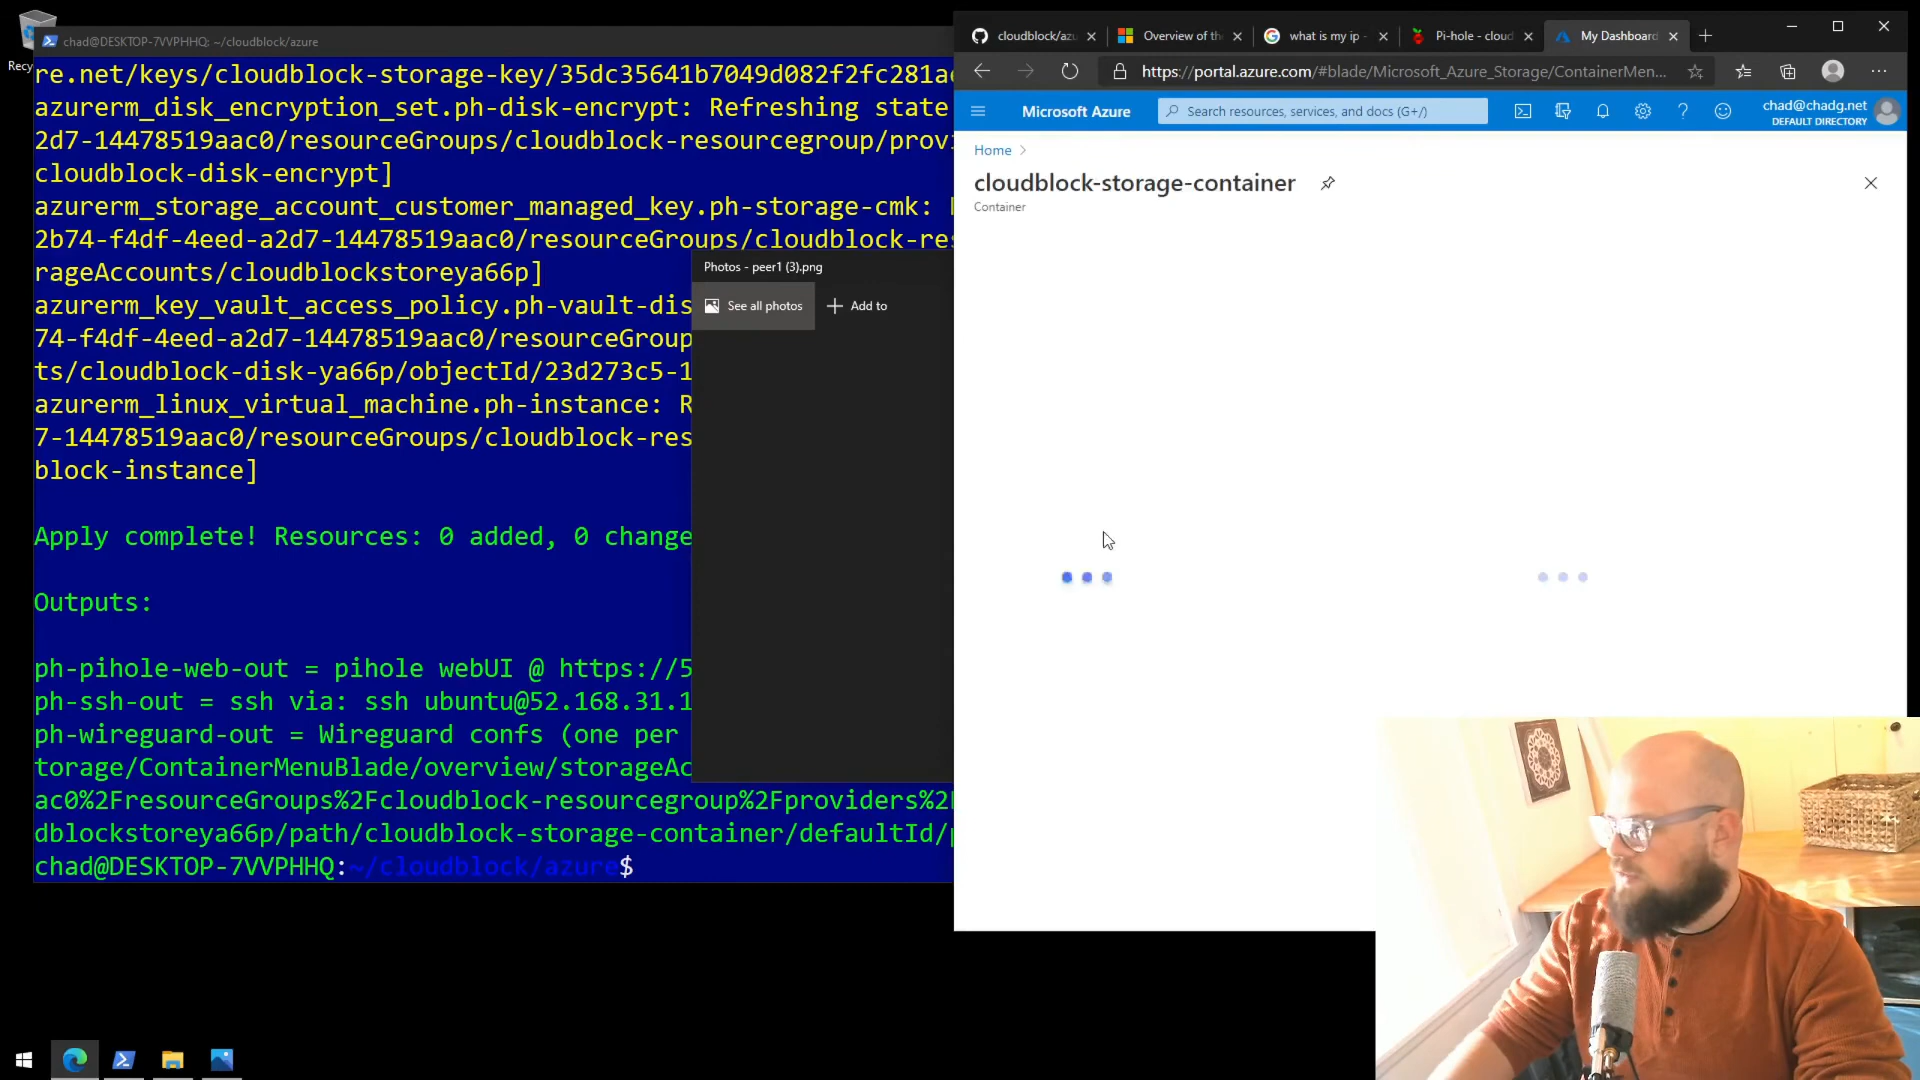 Recy
chad@DESKTOP-7VVPHHQ: ~/cloudblock/azure
re.net/keys/cloudblock-storage-key/35dc35641b7049d082f2fc281a
azurerm_disk_encryption_set.ph-disk-encrypt: Refreshing state
2d7-14478519aac0/resourceGroups/cloudblock-resourcegroup/prov
cloudblock-disk-encrypt]
azurerm_storage_account_customer_managed_key.ph-storage-cmk:
2b74-f4df-4eed-a2d7-14478519aac0/resourceGroups/cloudblock-res
rageAccounts/cloudblockstoreya66p]
azurerm_key_vault_access_policy.ph-vault-dis
74-f4df-4eed-a2d7-14478519aac0/resourceGroup
ts/cloudblock-disk-ya66p/objectId/23d273c5-1
azurerm_linux_virtual_machine.ph-instance: R
7-14478519aac0/resourceGroups/cloudblock-res
block-instance]
Apply complete! Resources: 0 added, 0 change
Outputs:
ph-pihole-web-out = pihole webUI @ https://5
ph-ssh-out = ssh via: ssh ubuntu@52.168.31.1
ph-wireguard-out = Wireguard confs (one per
torage/ContainerMenuBlade/overview/storageAc
ac0%2FresourceGroups%2Fcloudblock-resourcegroup%2Fproviders%2
dblockstoreya66p/path/cloudblock-storage-container/defaultId/
chad@DESKTOP-7VVPHHQ:~/cloudblock/azure$
Photos - peer1 (3).png
See all photos
Add to
cloudblock/azu
Overview of th
what is my ip -
Pi-hole - cloud
My Dashboard
https://portal.azure.com/#blade/Microsoft_Azure_Storage/ContainerMen...
Microsoft Azure
Search resources, services, and docs (G+/)
chad@chadg.net
DEFAULT DIRECTORY
Home
cloudblock-storage-container
Container